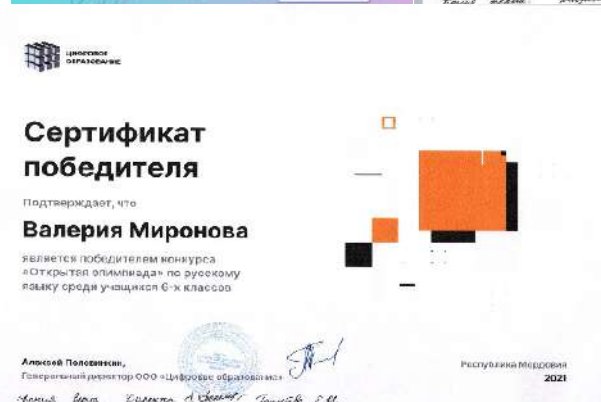 ЦИФРОВОЕ
ОБРАЗОВАНИЕ
Сертификат
победителя
Подтверждает, что
Валерия Миронова
является победителем конкурса
«Открытая олимпиада» по русскому
языку среди учащихся 6-х классов
Алексей Половинкин,
Генеральный директор ООО «Цифровое образование»
Республика Мордовия
2021